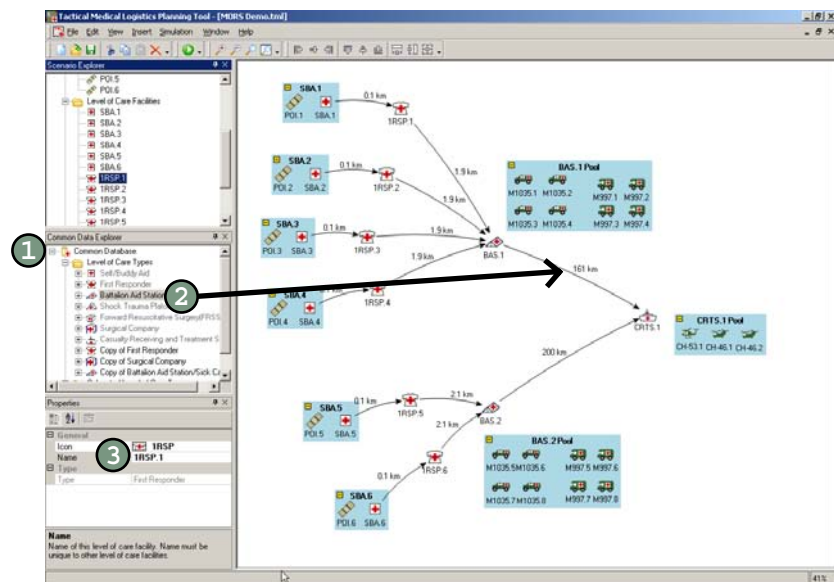 Tactical Medical Logistics Planning Tool - [MORS Demo.tml]
File Edit View Insert Simulation Window Help
Scenario Explorer
POI.5
POI.6
Level of Care Facilities
SBA.1
SBA.2
SBA.3
SBA.4
SBA.5
SBA.6
1RSP.1
1RSP.2
1RSP.3
1RSP.4
1RSP.5
1
Common Data Explorer
Common Database
Level of Care Types
Self/Buddy Aid
First Responder
Battalion Aid Station
2
Shock Trauma Plat
Forward Resuscitative Surgery(FRSS
Surgical Company
Casualty Receiving and Treatment S
Copy of First Responder
Copy of Surgical Company
Copy of Battalion Aid Station/Sick Ca
Properties
General
Icon 1RSP
Name 1RSP.1
3
Type
Type First Responder
Name
Name of this level of care facility. Name must be
unique to other level of care facilities.
SBA.1
POI.1 SBA.1
0.1 km
1RSP.1
1.9 km
SBA.2
POI.2 SBA.2
0.1 km
1RSP.2
1.9 km
SBA.3
POI.3 SBA.3
0.1 km
1RSP.3
1.9 km
SBA.4
POI.4 SBA.4
1RSP.4
1.9 km
BAS.1
BAS.1 Pool
M1035.1 M1035.2 M997.1 M997.2
M1035.3 M1035.4 M997.3 M997.4
161 km
CRTS.1
CRTS.1 Pool
CH-53.1 CH-46.1 CH-46.2
200 km
SBA.5
POI.5 SBA.5
0.1 km
1RSP.5
2.1 km
BAS.2
SBA.6
POI.6 SBA.6
0.1 km
1RSP.6
2.1 km
BAS.2 Pool
M1035.5 M1035.6 M997.5 M997.6
M1035.7 M1035.8 M997.7 M997.8
41%